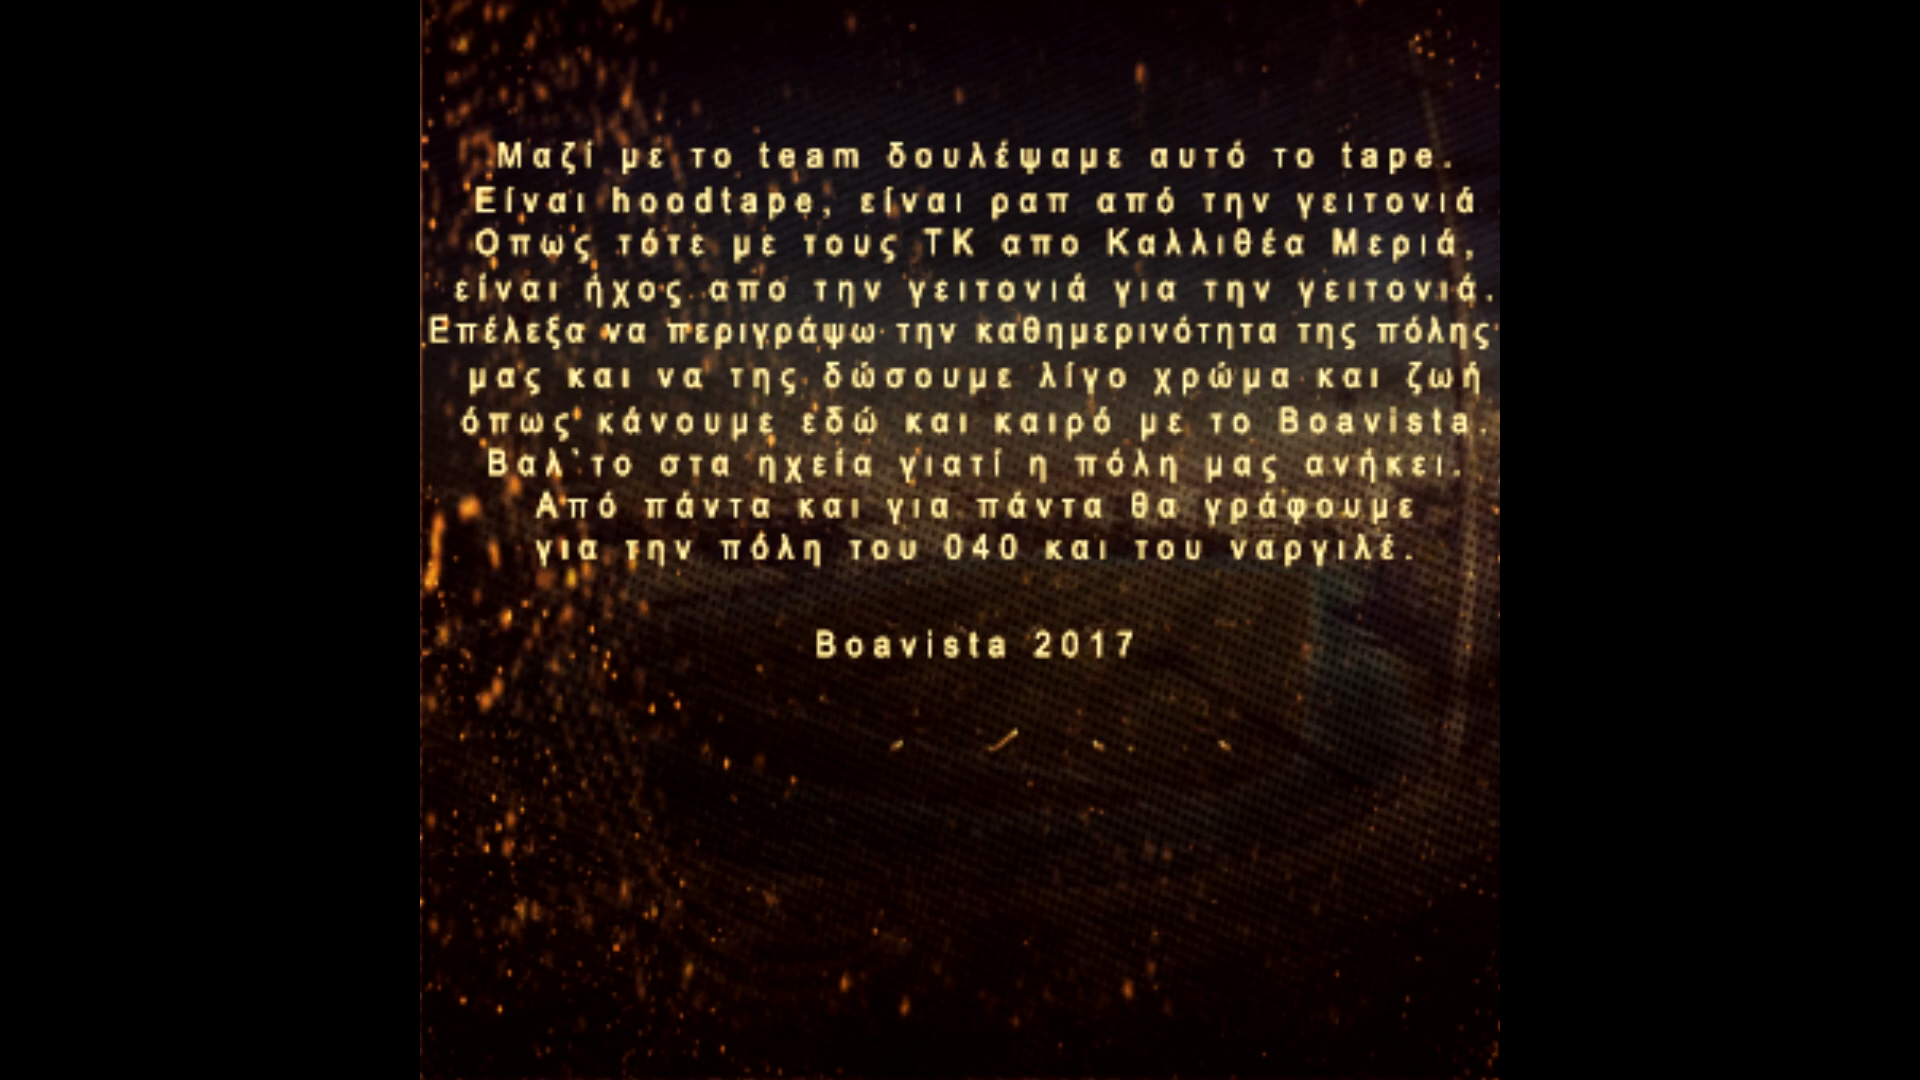 Μαζί με το team δουλέψαμε αυτό το tape.
Είναι hoodtape, είναι ραπ από την γειτονιά
Οπως τότε με τους ΤΚ απο Καλλιθέα Μεριά,
είναι ήχος απο την γειτονιά για την γειτονιά.
Επέλεξα να περιγράψω την καθημερινότητα της πόλης
μας και να της δώσουμε λίγο χρώμα και ζωή
όπως κάνουμε εδώ και καιρό με το Boavista.
Βαλ`το στα ηχεία γιατί η πόλη μας ανήκει.
Από πάντα και για πάντα θα γράφουμε
για την πόλη του 040 και του ναργιλέ.
Boavista 2017